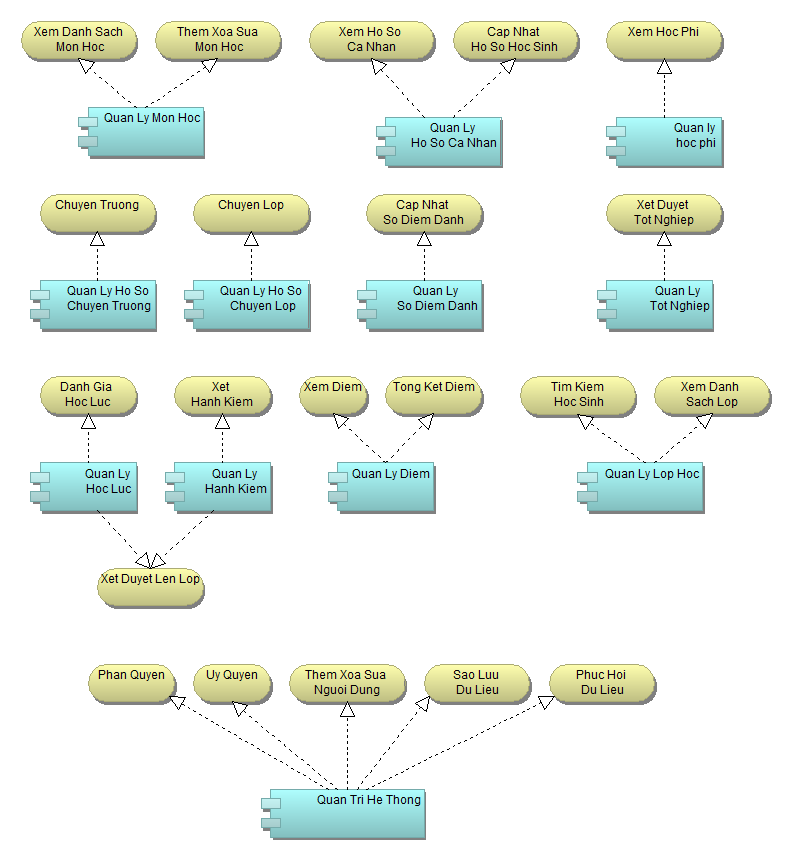 Xem Danh Sach
Mon Hoc
Them Xoa Sua
Mon Hoc
Xem Ho So
Ca Nhan
Cap Nhat
Ho So Hoc Sinh
Xem Hoc Phi
Quan Ly Mon Hoc
Quan Ly
Ho So Ca Nhan
Quan ly
hoc phi
Chuyen Truong
Chuyen Lop
Cap Nhat
So Diem Danh
Xet Duyet
Tot Nghiep
Quan Ly Ho So
Chuyen Truong
Quan Ly Ho So
Chuyen Lop
Quan Ly
So Diem Danh
Quan Ly
Tot Nghiep
Danh Gia
Hoc Luc
Xet
Hanh Kiem
Xem Diem
Tong Ket Diem
Tim Kiem
Hoc Sinh
Xem Danh
Sach Lop
Quan Ly
Hoc Luc
Quan Ly
Hanh Kiem
Quan Ly Diem
Quan Ly Lop Hoc
Xet Duyet Len Lop
Phan Quyen
Uy Quyen
Them Xoa Sua
Nguoi Dung
Sao Luu
Du Lieu
Phuc Hoi
Du Lieu
Quan Tri He Thong